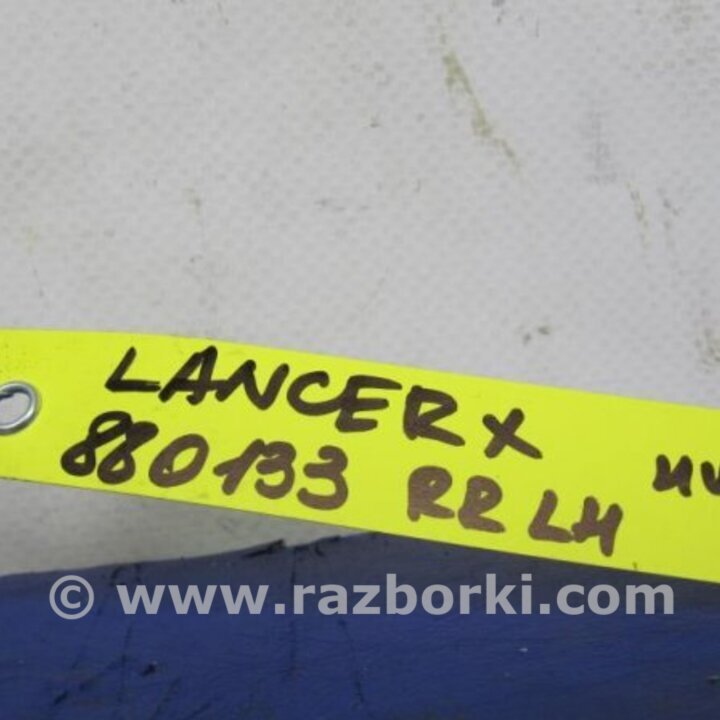 LANCER X
880133 RR LH
© www.razborki.com